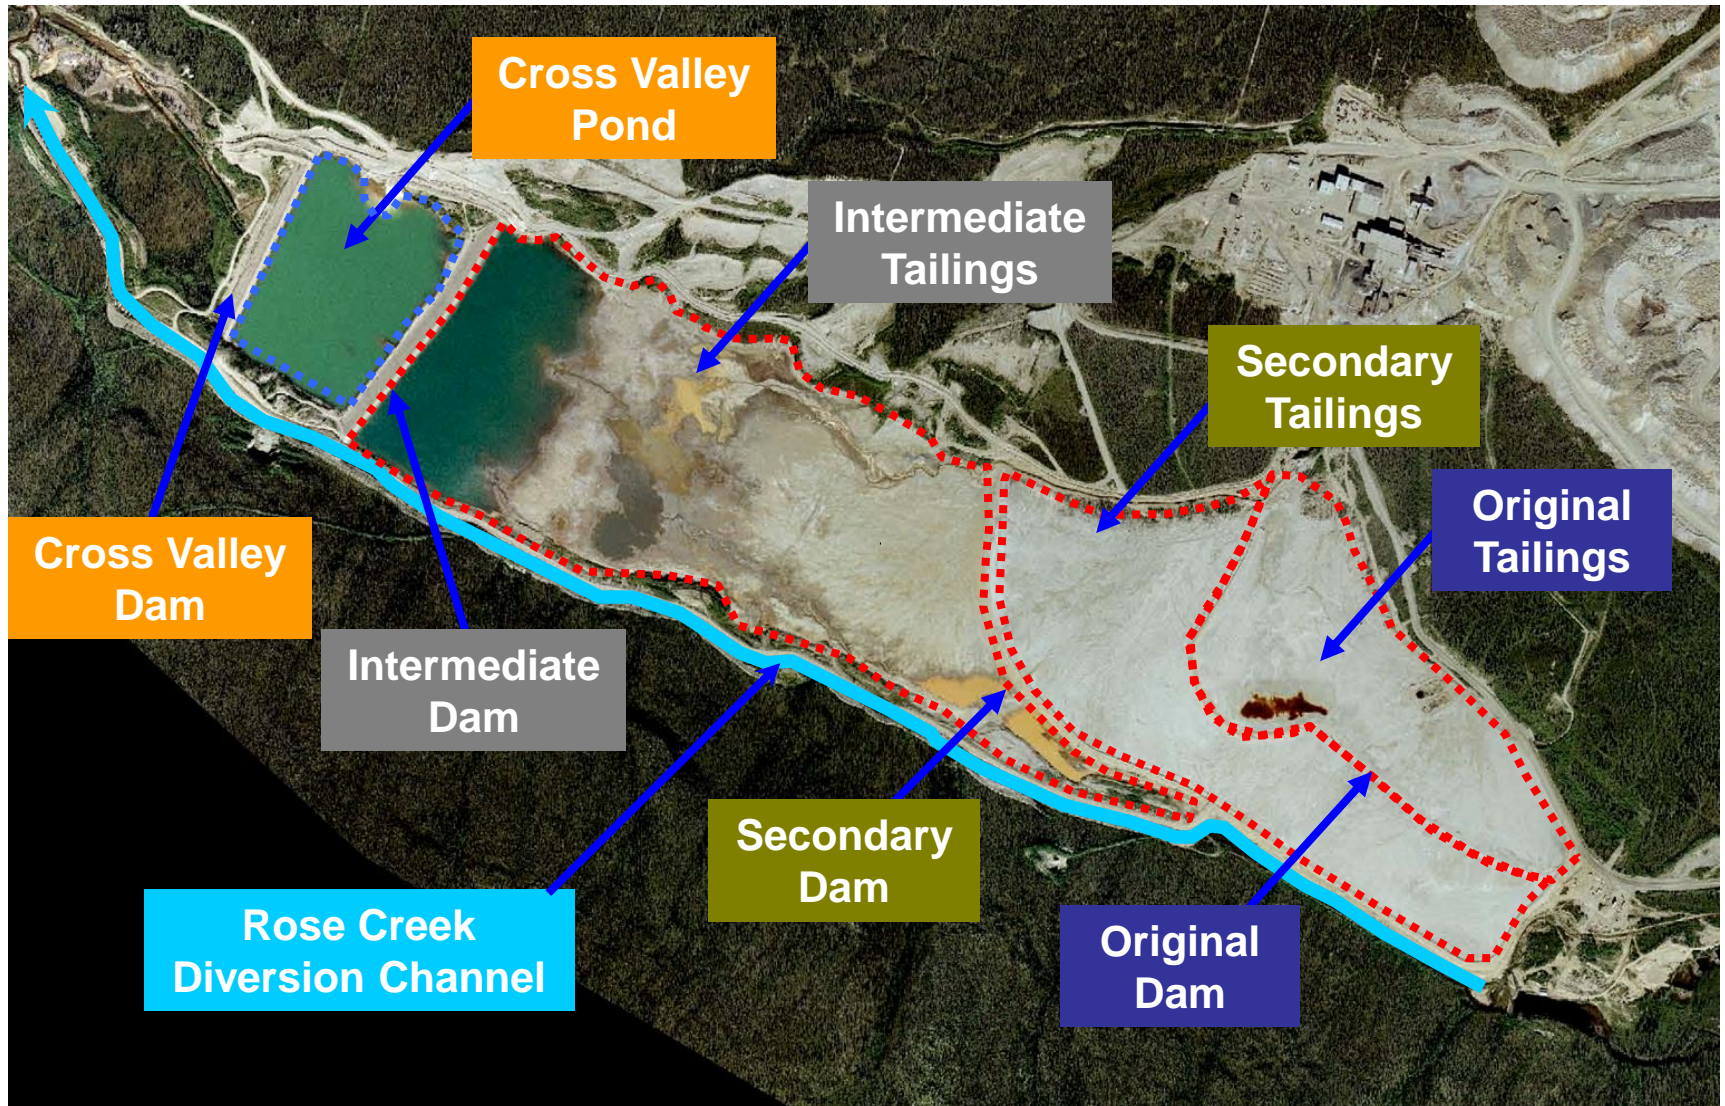 Cross Valley
Pond
Intermediate
Tailings
Secondary
Tailings
Original
Tailings
Cross Valley
Dam
Intermediate
Dam
Secondary
Dam
Rose Creek
Diversion Channel
Original
Dam